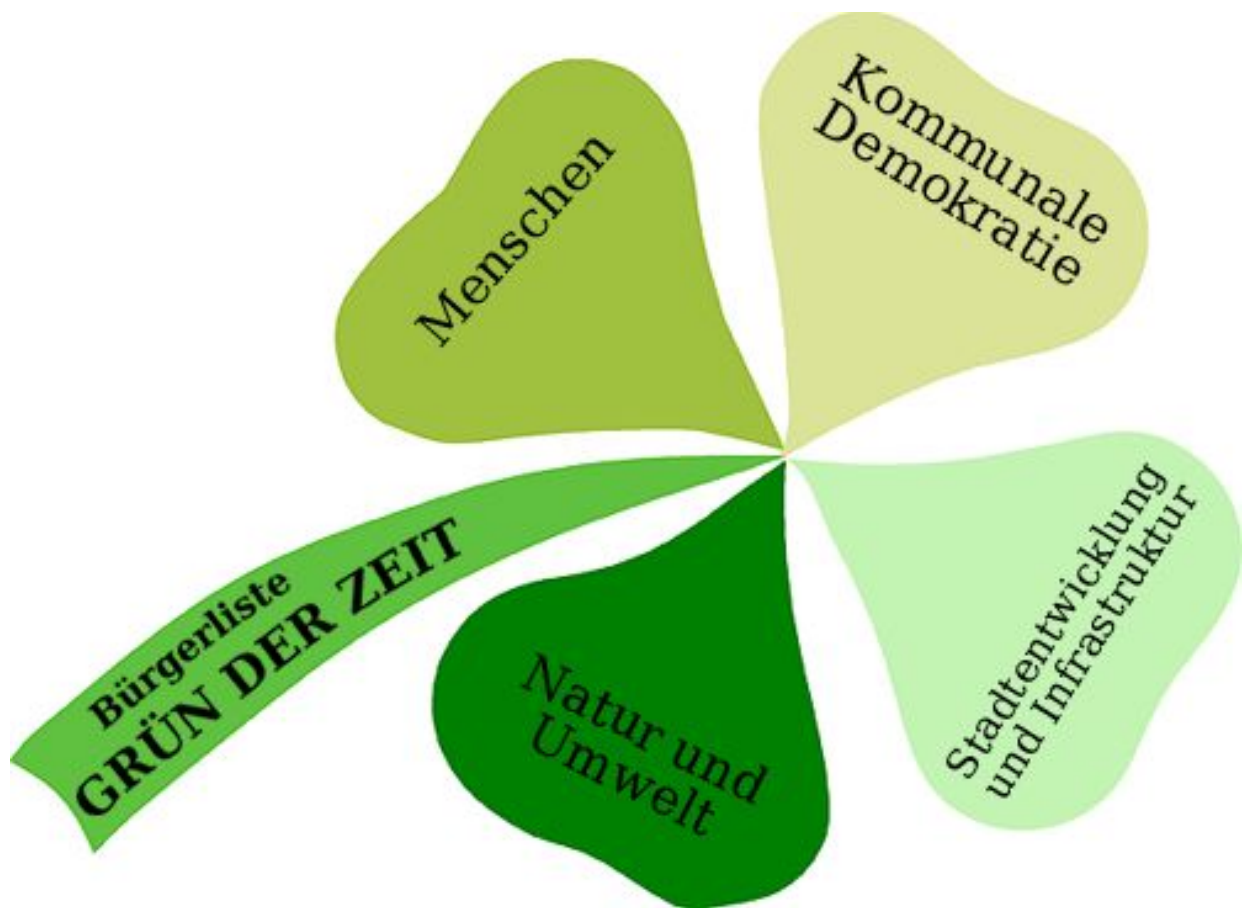 Menschen
Kommunale
Demokratie
Stadtentwicklung
und Infrastruktur
Natur und
Umwelt
Bürgerliste
GRÜN DER ZEIT